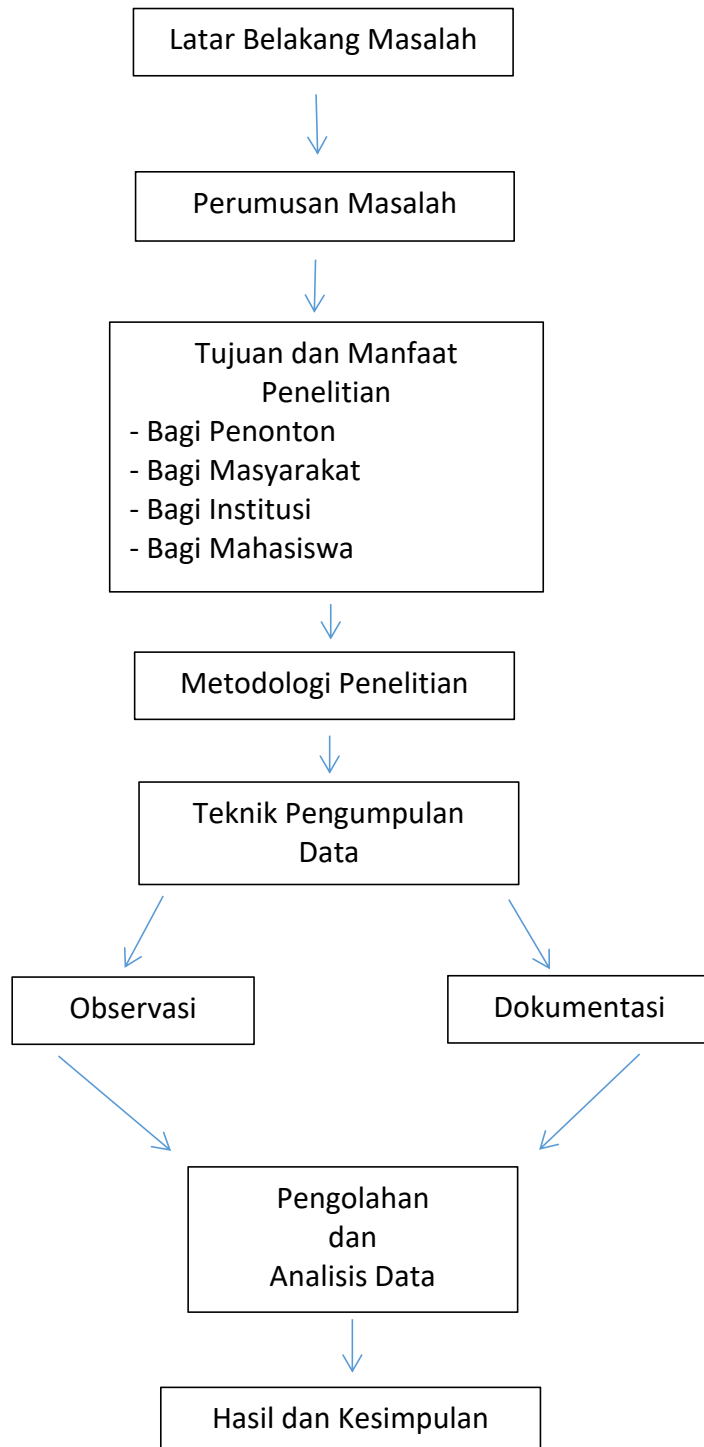 Latar Belakang Masalah
Perumusan Masalah
Tujuan dan Manfaat
Penelitian
- Bagi Penonton
- Bagi Masyarakat
- Bagi Institusi
- Bagi Mahasiswa
Metodologi Penelitian
Teknik Pengumpulan
Data
Observasi
Dokumentasi
Pengolahan
dan
Analisis Data
Hasil dan Kesimpulan